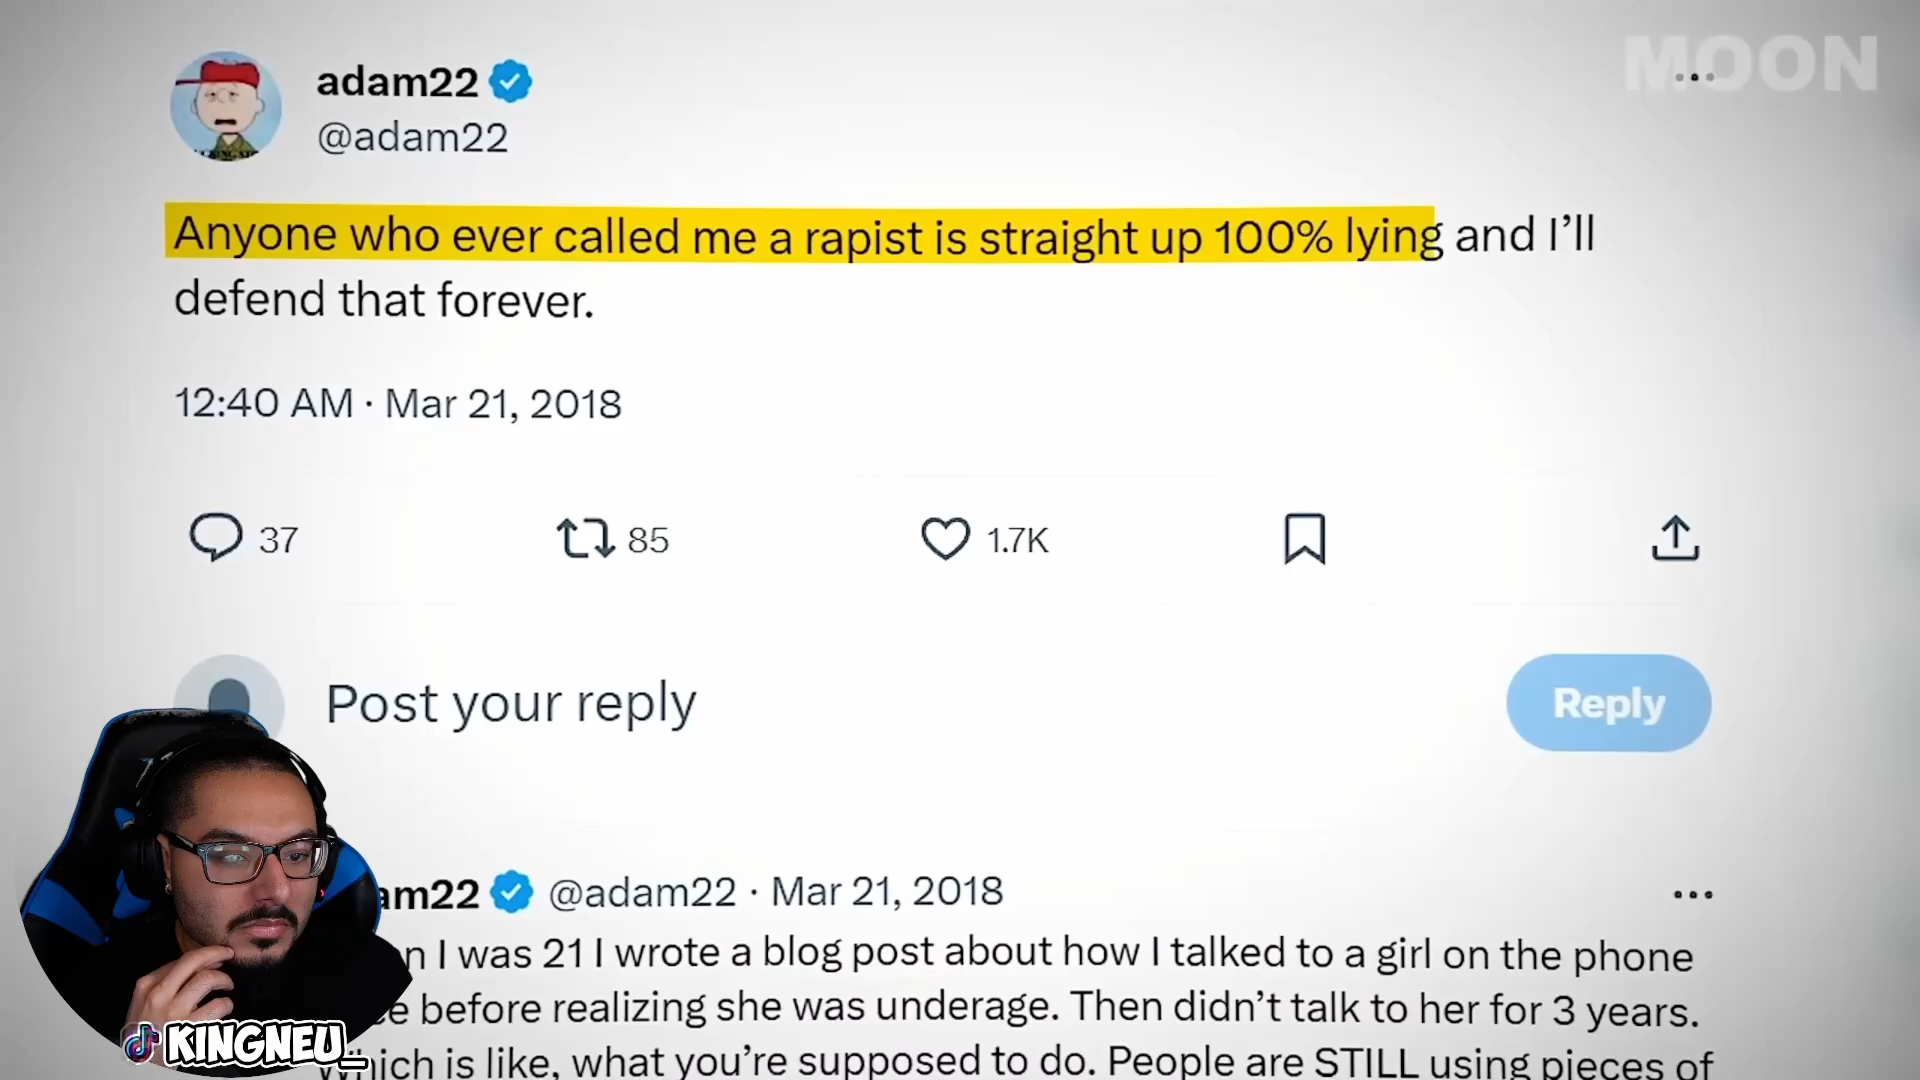 MOON
adam22
@adam22
Anyone who ever called me a rapist is straight up 100% lying and I'll
defend that forever.
12:40 AM · Mar 21, 2018
37 85 1.7K
Post your reply
Reply
am22 @adam22 · Mar 21, 2018
n I was 21 I wrote a blog post about how I talked to a girl on the phone
e before realizing she was underage. Then didn't talk to her for 3 years.
Which is like, what you're supposed to do. People are STILL using pieces of
KINGNEU_